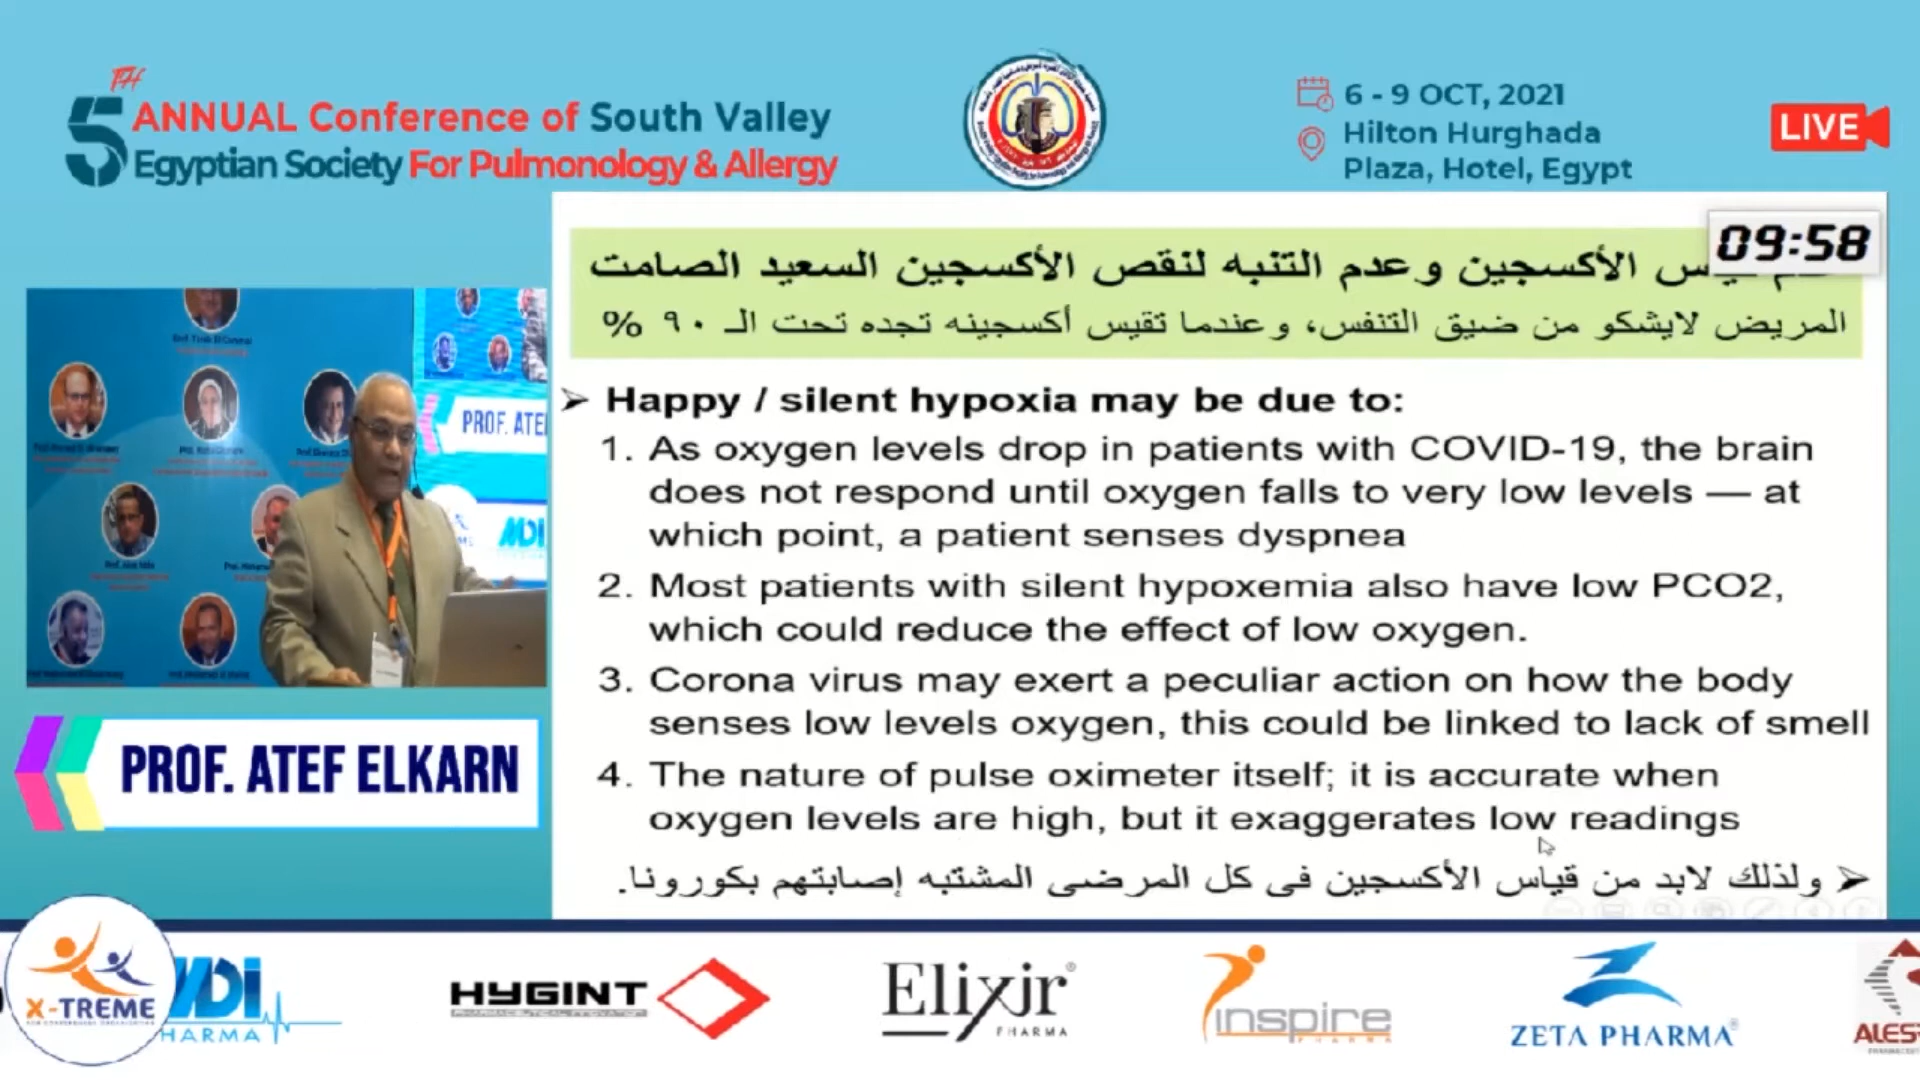 5TH ANNUAL Conference of South Valley
Egyptian Society For Pulmonology & Allergy
6 - 9 OCT, 2021
Hilton Hurghada
Plaza, Hotel, Egypt
LIVE
09:58
الأكسجين وعدم التنبه لنقص الأكسجين السعيد الصامت
المريض لايشكو من ضيق التنفس، وعندما تقيس أكسجينه تجده تحت الـ ٩٠ %
➢ Happy / silent hypoxia may be due to:
1. As oxygen levels drop in patients with COVID-19, the brain
does not respond until oxygen falls to very low levels — at
which point, a patient senses dyspnea
2. Most patients with silent hypoxemia also have low PCO2,
which could reduce the effect of low oxygen.
3. Corona virus may exert a peculiar action on how the body
senses low levels oxygen, this could be linked to lack of smell
4. The nature of pulse oximeter itself; it is accurate when
oxygen levels are high, but it exaggerates low readings
➢ ولذلك لابد من قياس الأكسجين فى كل المرضى المشتبه إصابتهم بكورونا.
PROF. ATEF
PROF. ATEF ELKARN
X-TREME
MDI
PHARMA
HYGINT
PHARMACEUTICAL INNOVATION
Elixir
PHARMA
inspire
PHARMA
ZETA PHARMA
ALES